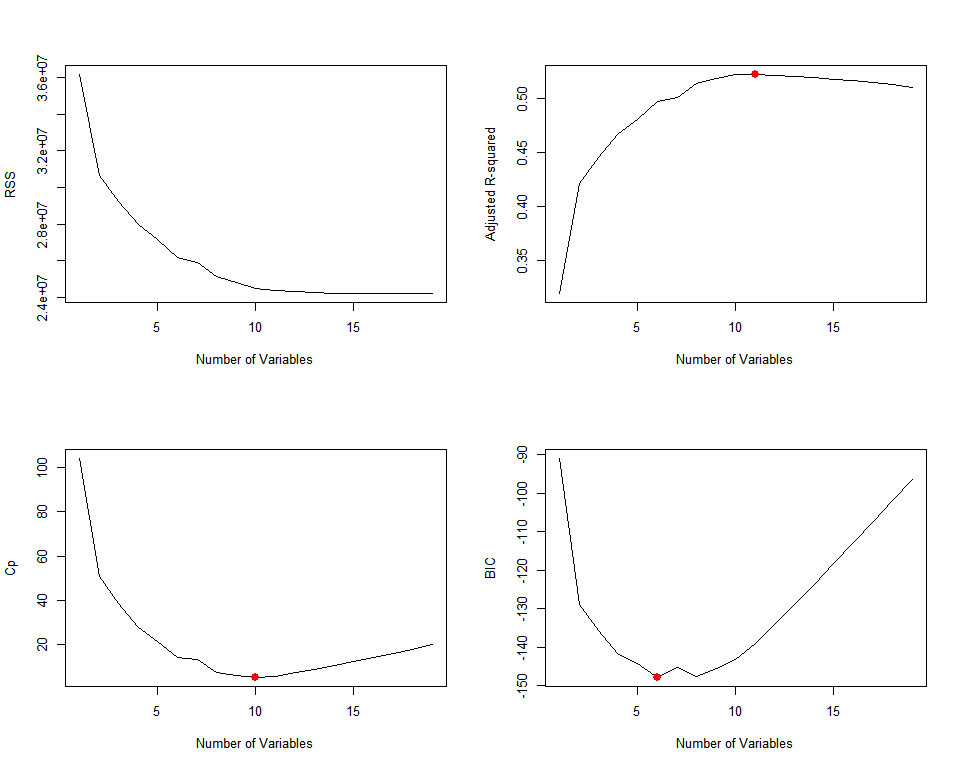 RSS
3.6e+07
3.2e+07
2.8e+07
2.4e+07
5 10 15
Number of Variables
Adjusted R-squared
0.50
0.45
0.40
0.35
5 10 15
Number of Variables
Cp
100
80
60
40
20
5 10 15
Number of Variables
BIC
-90
-100
-110
-120
-130
-140
-150
5 10 15
Number of Variables